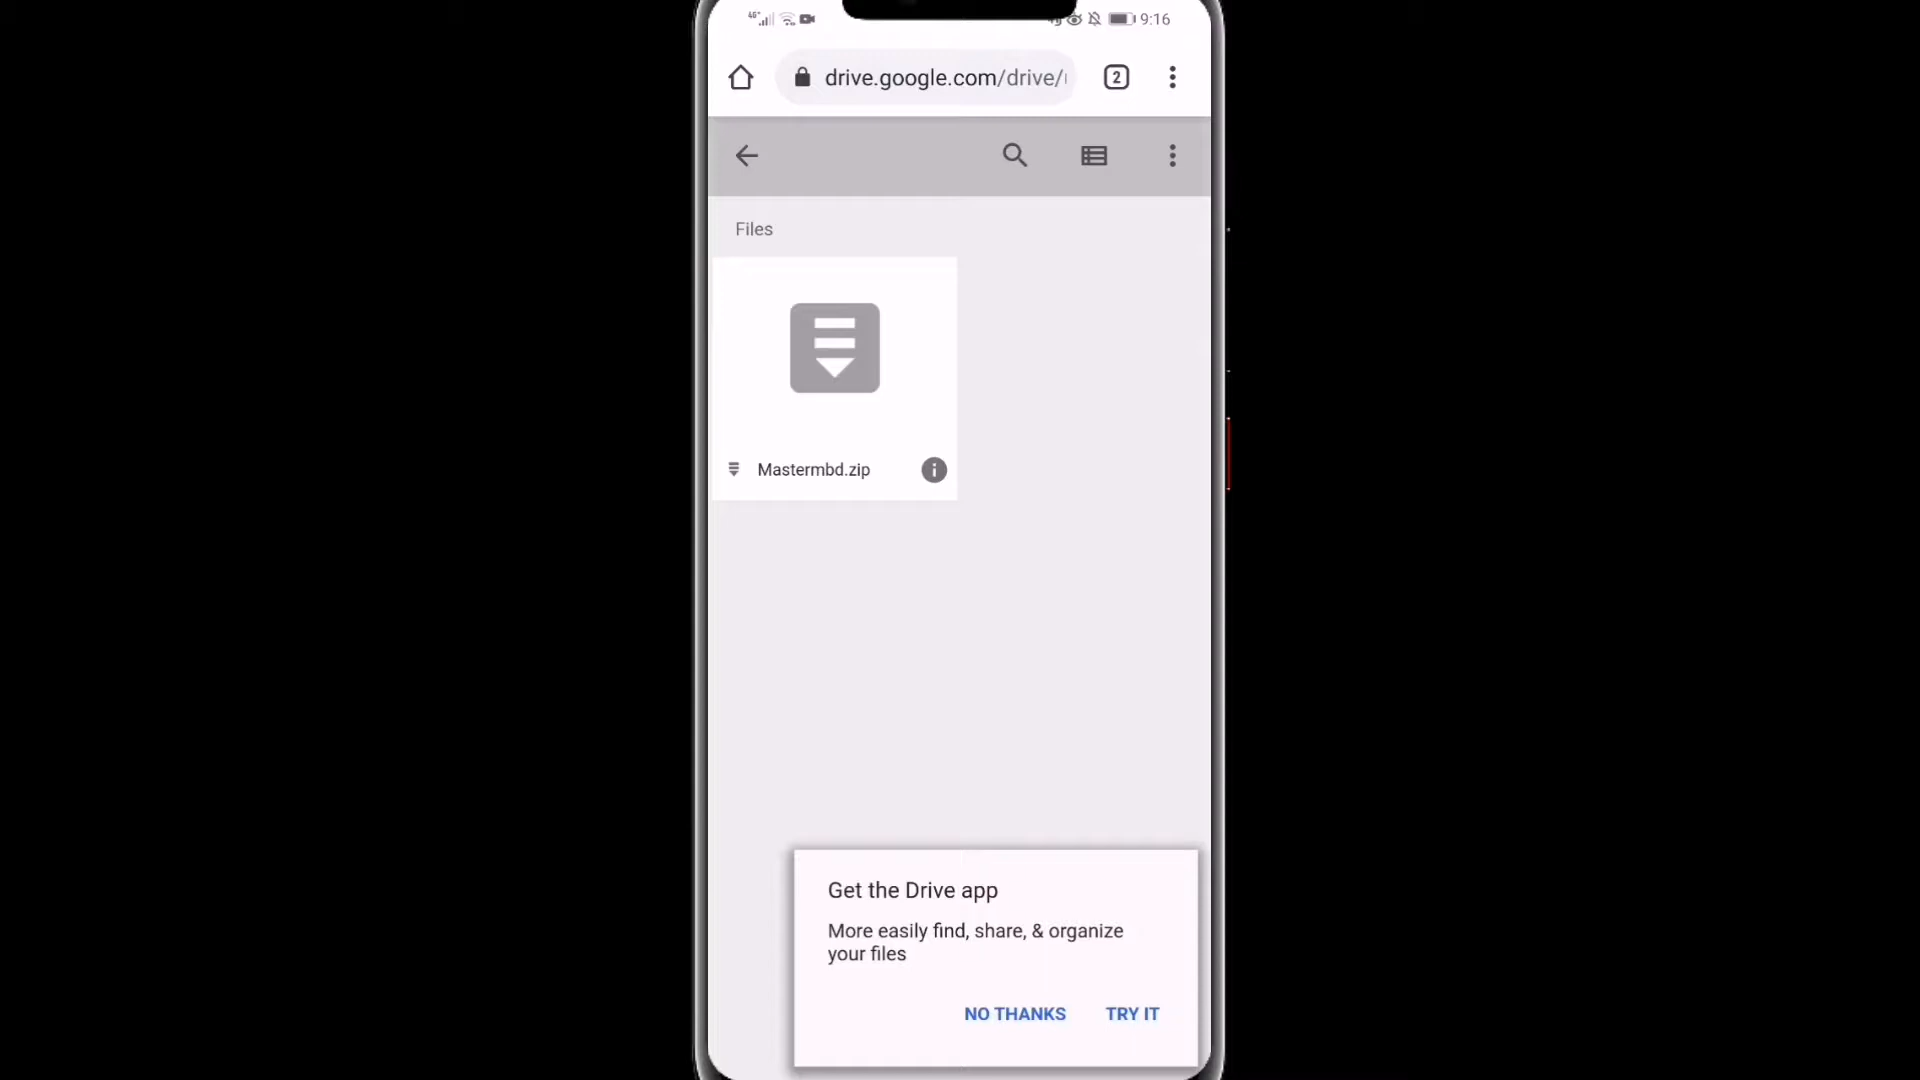 4G+
9:16
drive.google.com/drive/
2
Files
Mastermbd.zip
Get the Drive app
More easily find, share, & organize
your files
NO THANKS
TRY IT